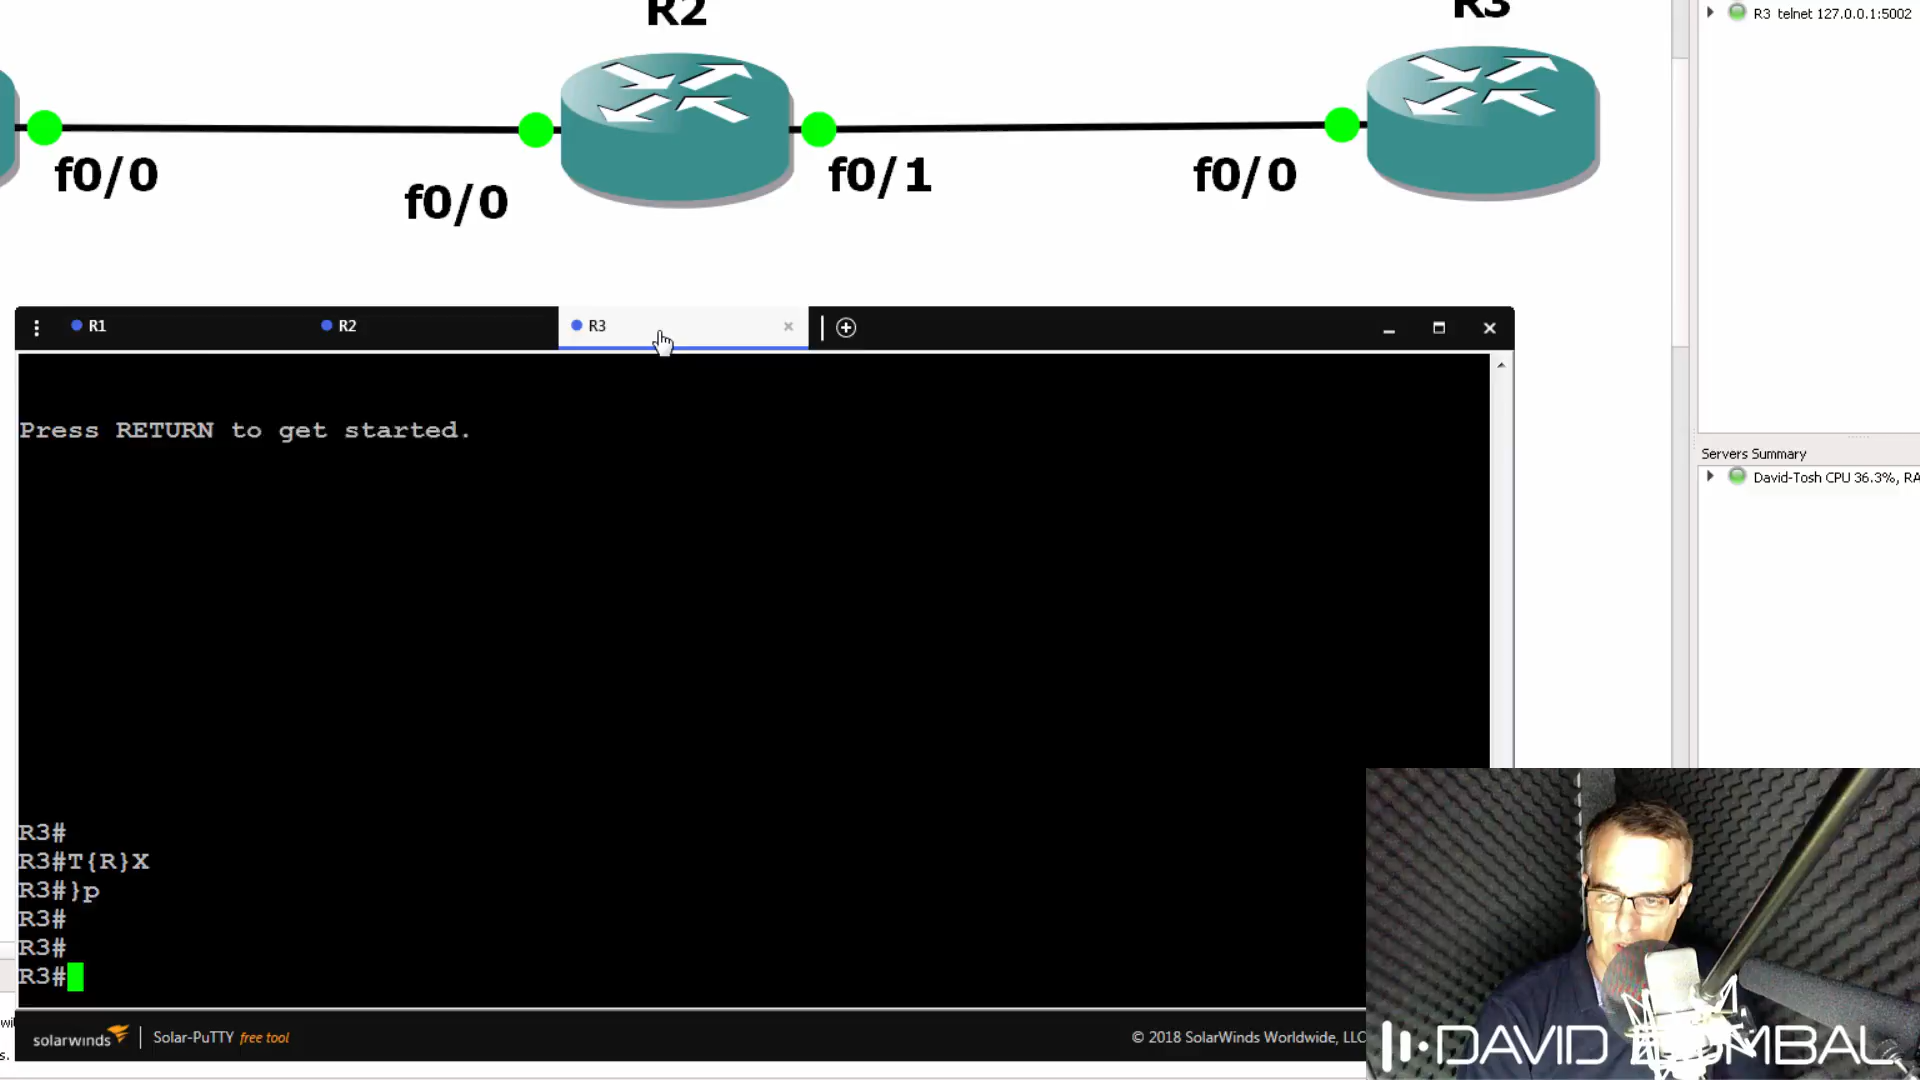 R2
R3
R3 telnet 127.0.0.1:5002
f0/0
f0/0
f0/1
f0/0
R1
R2
R3
Press RETURN to get started.
Servers Summary
David-Tosh CPU 36.3%, RA
R3#
R3#T{R}X
R3#}p
R3#
R3#
R3#
wil
s.
solarwinds
Solar-PuTTY free tool
© 2018 SolarWinds Worldwide, LLC
DAVID BOMBAL